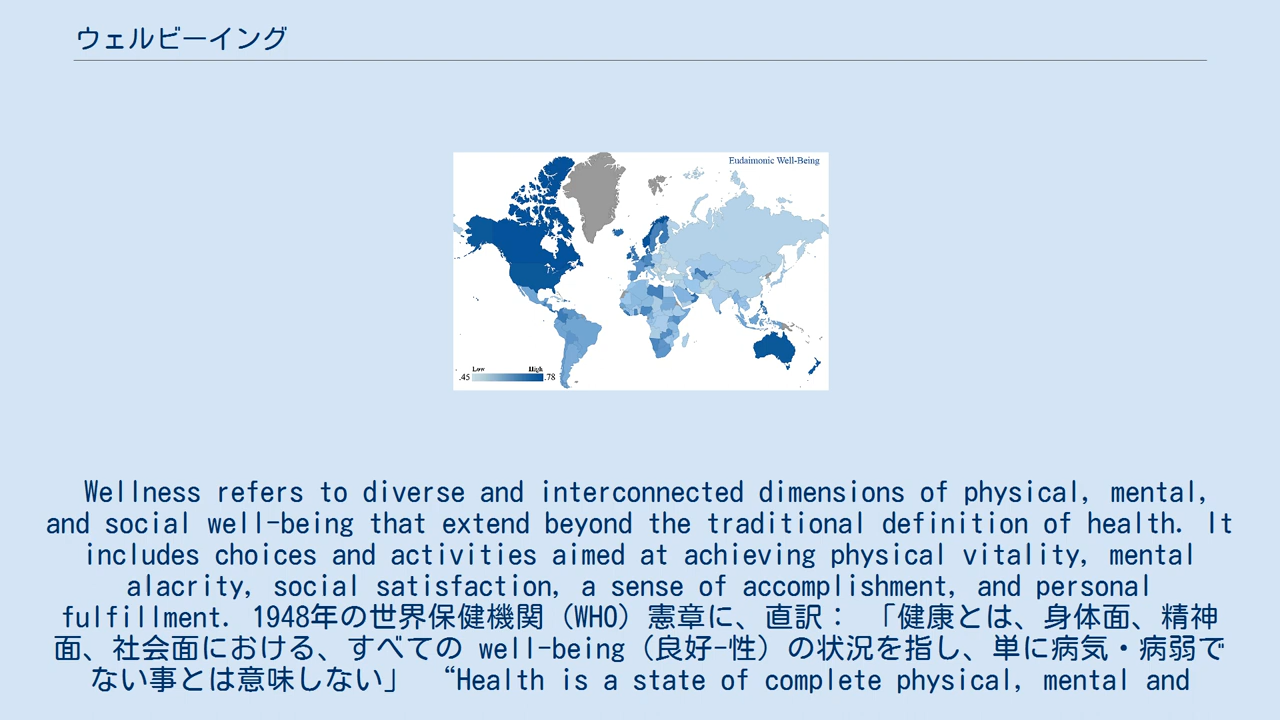 ウェルビーイング
Eudaimonic Well-Being
Low High
.45 .78
Wellness refers to diverse and interconnected dimensions of physical, mental,
and social well-being that extend beyond the traditional definition of health. It
includes choices and activities aimed at achieving physical vitality, mental
alacrity, social satisfaction, a sense of accomplishment, and personal
fulfillment. 1948年の世界保健機関（WHO）憲章に、直訳： 「健康とは、身体面、精神
面、社会面における、すべての well-being（良好-性）の状況を指し、単に病気・病弱で
ない事とは意味しない」 “Health is a state of complete physical, mental and